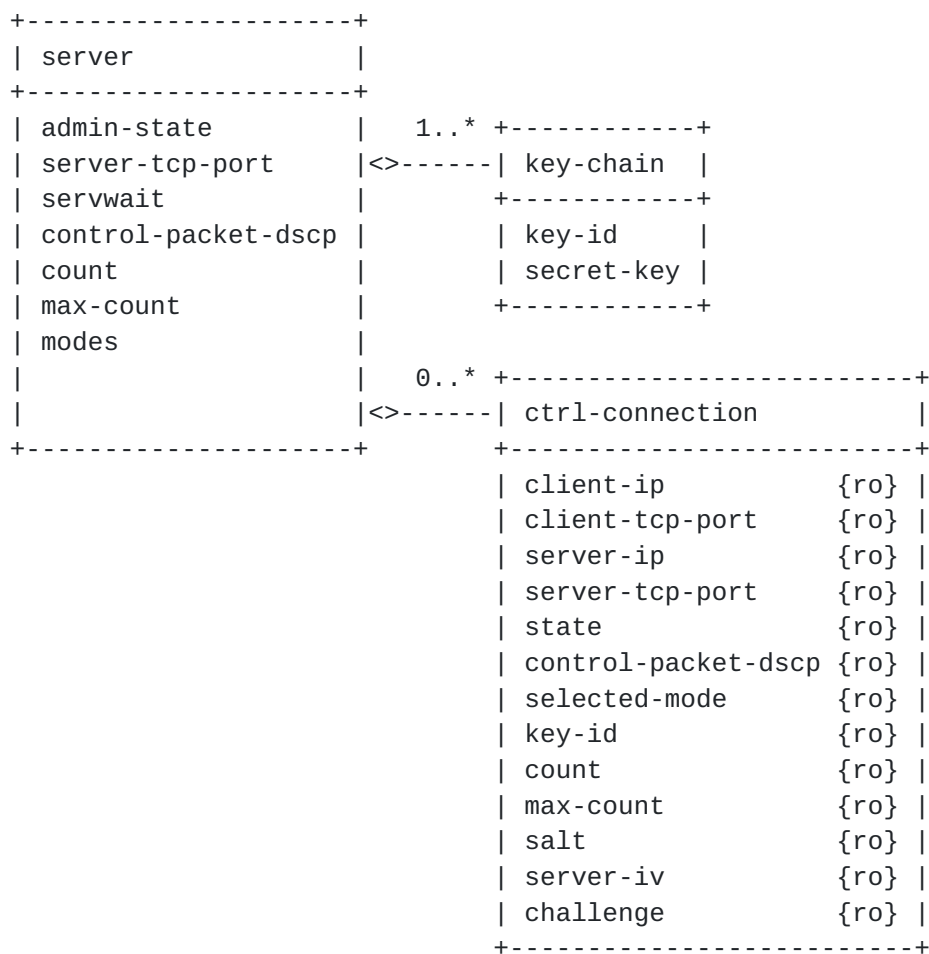 +---------------------+
| server              |
+---------------------+
| admin-state         |   1..* +------------+
| server-tcp-port     |<>------| key-chain  |
| servwait            |        +------------+
| control-packet-dscp |        | key-id     |
| count               |        | secret-key |
| max-count           |        +------------+
| modes               |
|                     |   0..* +--------------------------+
|                     |<>------| ctrl-connection          |
+---------------------+        +--------------------------+
                               | client-ip           {ro} |
                               | client-tcp-port     {ro} |
                               | server-ip           {ro} |
                               | server-tcp-port     {ro} |
                               | state               {ro} |
                               | control-packet-dscp {ro} |
                               | selected-mode       {ro} |
                               | key-id              {ro} |
                               | count               {ro} |
                               | max-count           {ro} |
                               | salt                {ro} |
                               | server-iv           {ro} |
                               | challenge           {ro} |
                               +--------------------------+